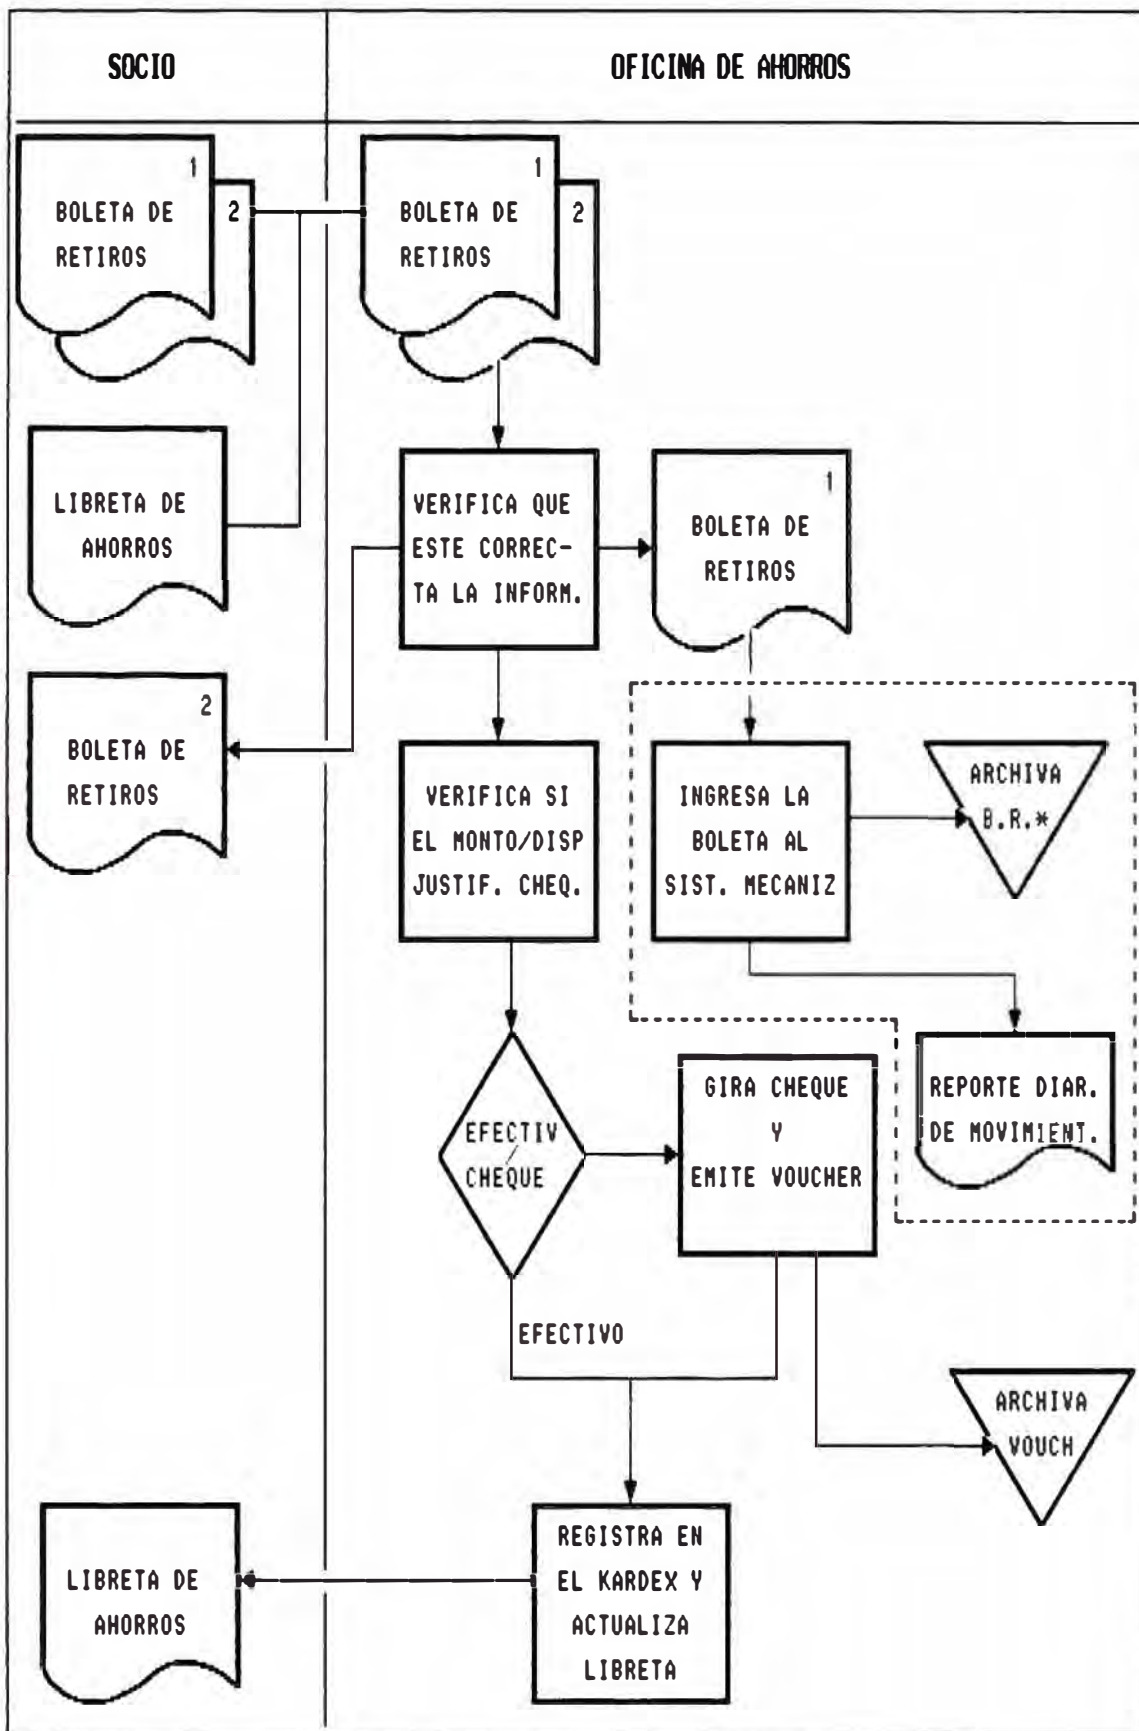 SOCIO
OFICINA DE AHORROS
1
BOLETA DE
RETIROS
2
1
BOLETA DE
RETIROS
2
LIBRETA DE
AHORROS
VERIFICA QUE
ESTE CORREC-
TA LA INFORM.
1
BOLETA DE
RETIROS
2
BOLETA DE
RETIROS
VERIFICA SI
EL MONTO/DISP
JUSTIF. CHEQ.
INGRESA LA
BOLETA AL
SIST. MECANIZ
ARCHIVA
B.R.*
EFECTIV
/
CHEQUE
GIRA CHEQUE
Y
EMITE VOUCHER
REPORTE DIAR.
DE MOVIMIENT.
EFECTIVO
ARCHIVA
VOUCH
LIBRETA DE
AHORROS
REGISTRA EN
EL KARDEX Y
ACTUALIZA
LIBRETA